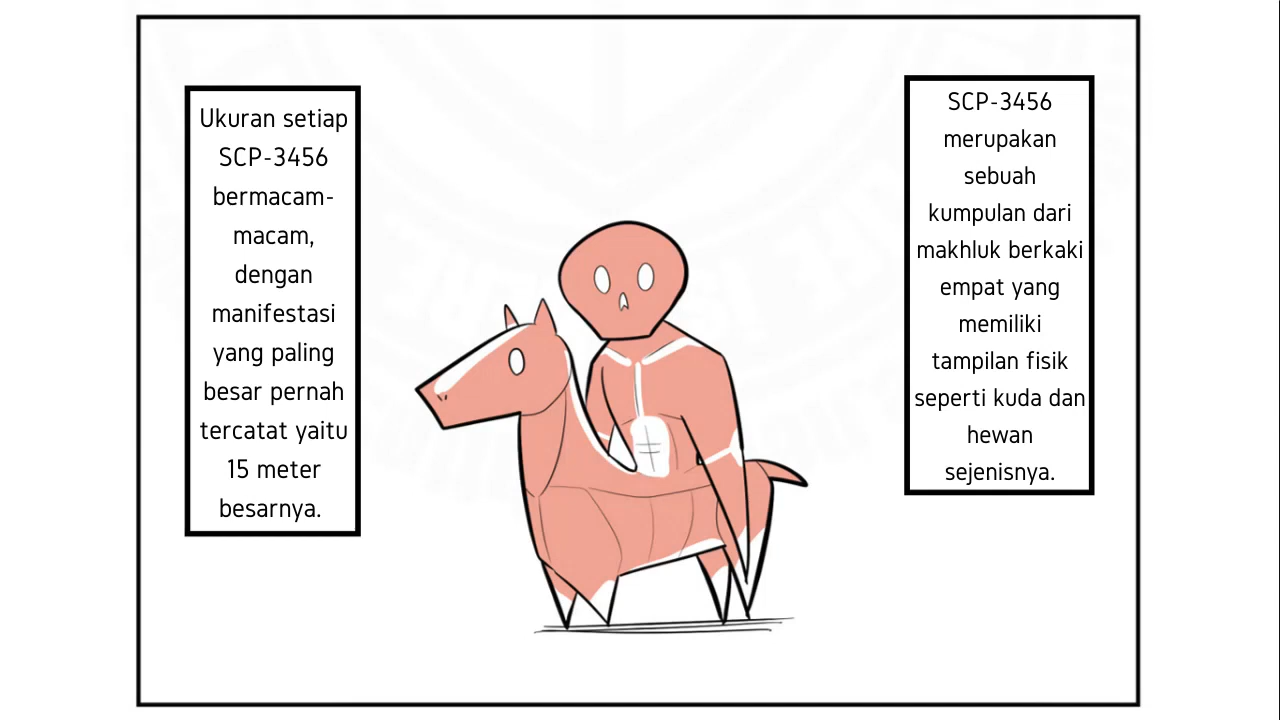 Ukuran setiap
SCP-3456
bermacam-
macam,
dengan
manifestasi
yang paling
besar pernah
tercatat yaitu
15 meter
besarnya.
SCP-3456
merupakan
sebuah
kumpulan dari
makhluk berkaki
empat yang
memiliki
tampilan fisik
seperti kuda dan
hewan
sejenisnya.